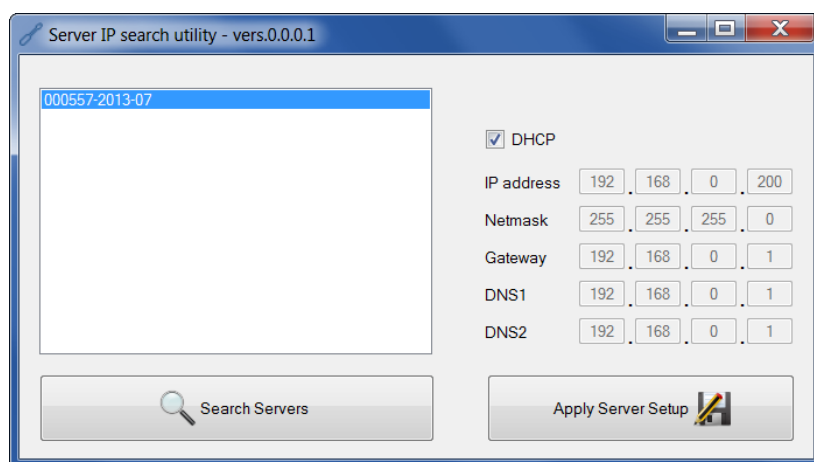 Server IP search utility - vers.0.0.0.1
000557-2013-07
DHCP
IP address 192 . 168 . 0 . 200
Netmask 255 . 255 . 255 . 0
Gateway 192 . 168 . 0 . 1
DNS1 192 . 168 . 0 . 1
DNS2 192 . 168 . 0 . 1
Search Servers
Apply Server Setup